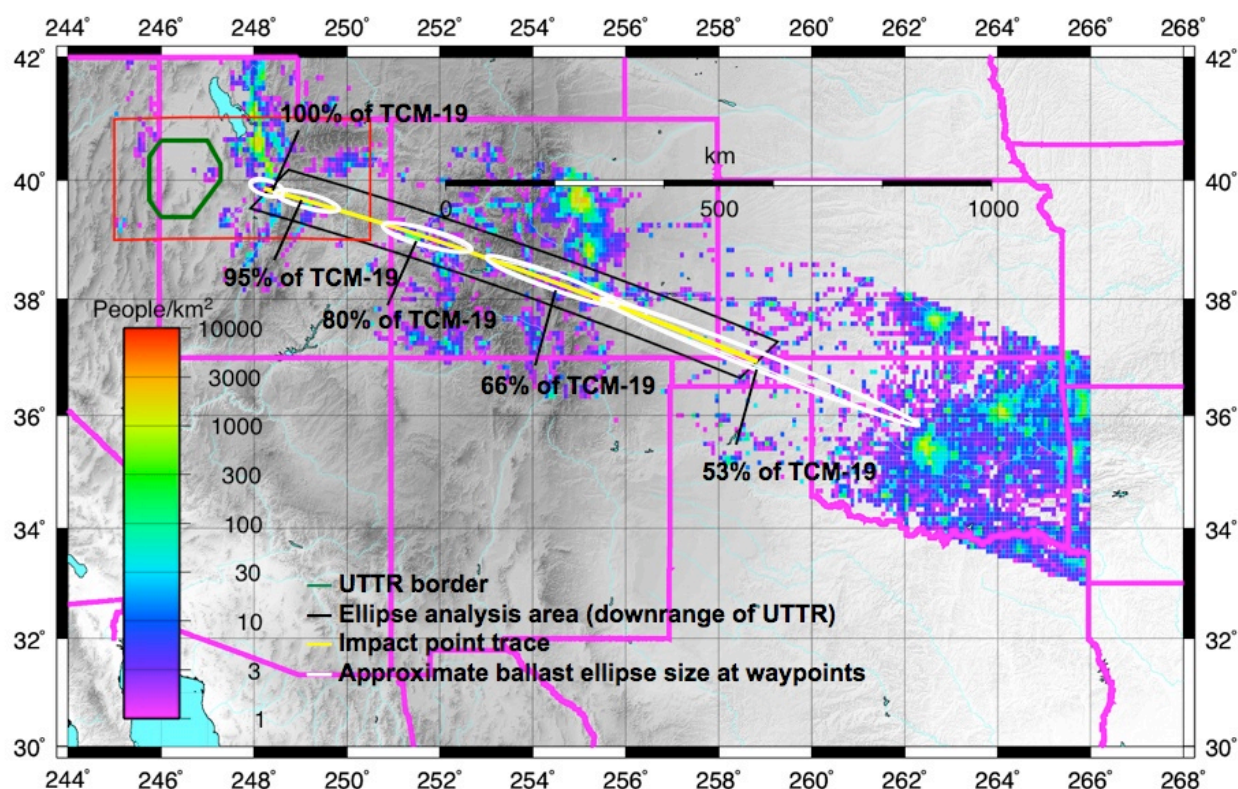 244 246 248 250 252 254 256 258 260 262 264 266 268
42° 42°
100% of TCM-19
km
40° 40°
0 500 1000
95% of TCM-19
38° 38°
People/km²
80% of TCM-19
10000
66% of TCM-19
3000
36° 36°
1000
53% of TCM-19
300
100
34° 34°
30
UTTR border
10
Ellipse analysis area (downrange of UTTR)
32° 32°
Impact point trace
3
Approximate ballast ellipse size at waypoints
1
30° 30°
244 246 248 250 252 254 256 258 260 262 264 266 268